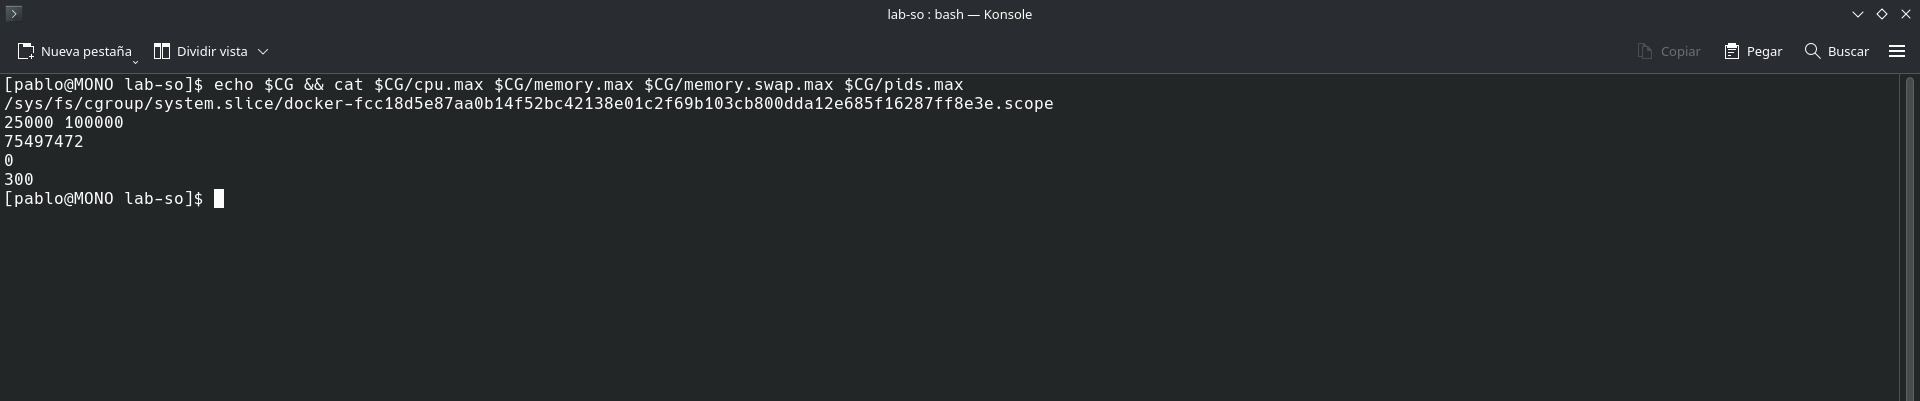 lab-so : bash — Konsole
Nueva pestaña
Dividir vista
Copiar
Pegar
Buscar
[pablo@MONO lab-so]$ echo $CG && cat $CG/cpu.max $CG/memory.max $CG/memory.swap.max $CG/pids.max
/sys/fs/cgroup/system.slice/docker-fcc18d5e87aa0b14f52bc42138e01c2f69b103cb800dda12e685f16287ff8e3e.scope
25000 100000
75497472
0
300
[pablo@MONO lab-so]$